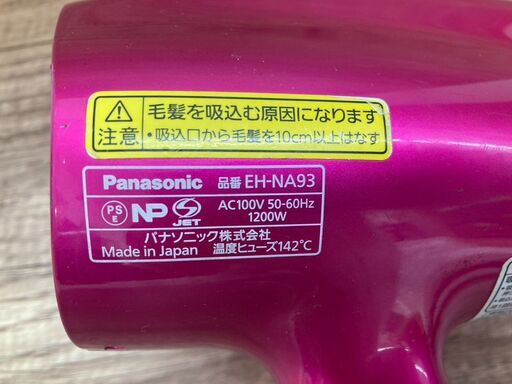 毛髪を吸込む原因になります
注意 ・吸込口から毛髪を10cm以上はなす
Panasonic 品番 EH-NA93
PS E NP S JET AC100V 50-60Hz
1200W
パナソニック株式会社
Made in Japan 温度ヒューズ142℃